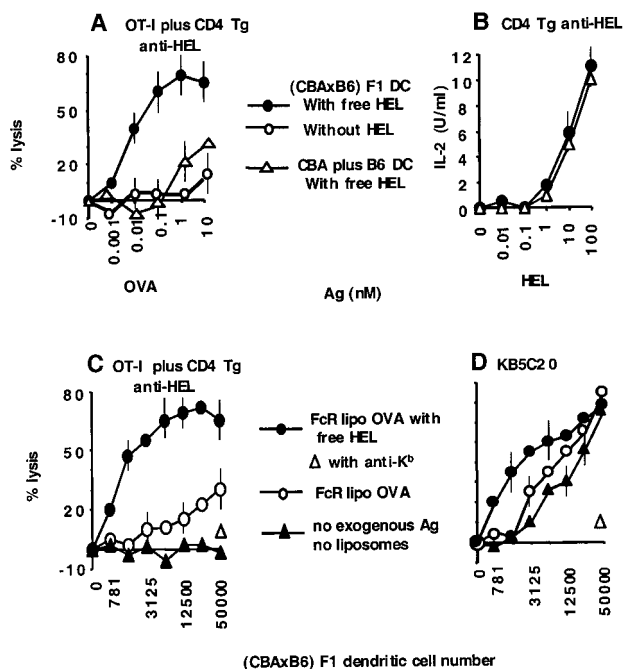 A OT-I plus CD4 Tg
anti-HEL
80
50
20
-10
% lysis
0
0.001
0.01
0.1
1
10
OVA
(CBAxB6) F1 DC
With free HEL
Without HEL
CBA plus B6 DC
With free HEL
Ag (nM)
B CD4 Tg anti-HEL
12
10
8
6
4
2
0
IL-2 (U/ml)
0
0.01
0.1
1
10
100
HEL
C OT-I plus CD4 Tg
anti-HEL
80
50
20
-10
% lysis
0
781
3125
12500
50000
FcR lipo OVA with
free HEL
with anti-Kb
FcR lipo OVA
no exogenous Ag
no liposomes
D KB5C20
0
781
3125
12500
50000
(CBAxB6) F1 dendritic cell number